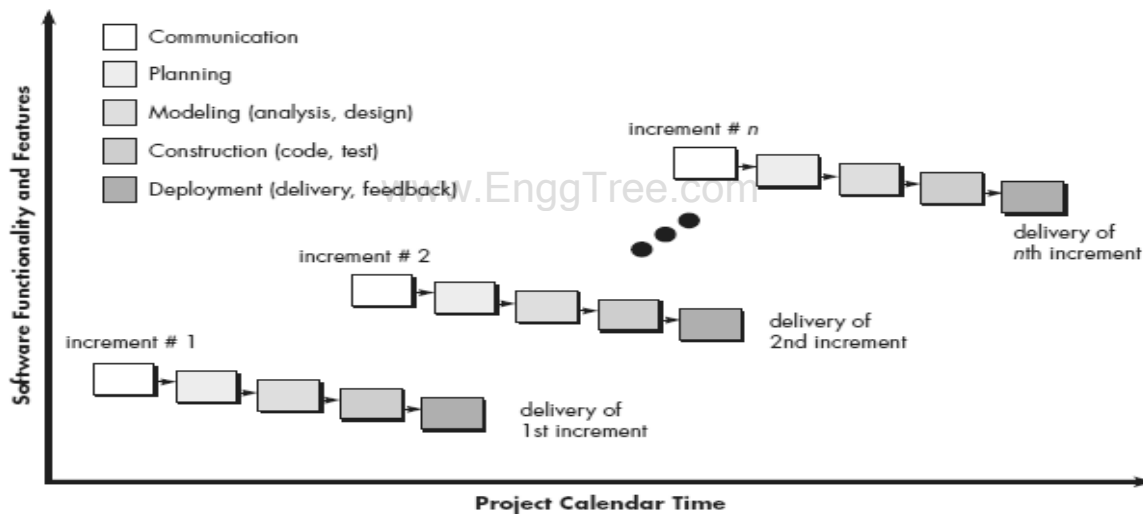 Software Functionality and Features
Communication
Planning
Modeling (analysis, design)
Construction (code, test)
Deployment (delivery, feedback)
www.EnggTree.com
increment # n
delivery of
nth increment
increment # 2
delivery of
2nd increment
increment # 1
delivery of
1st increment
Project Calendar Time